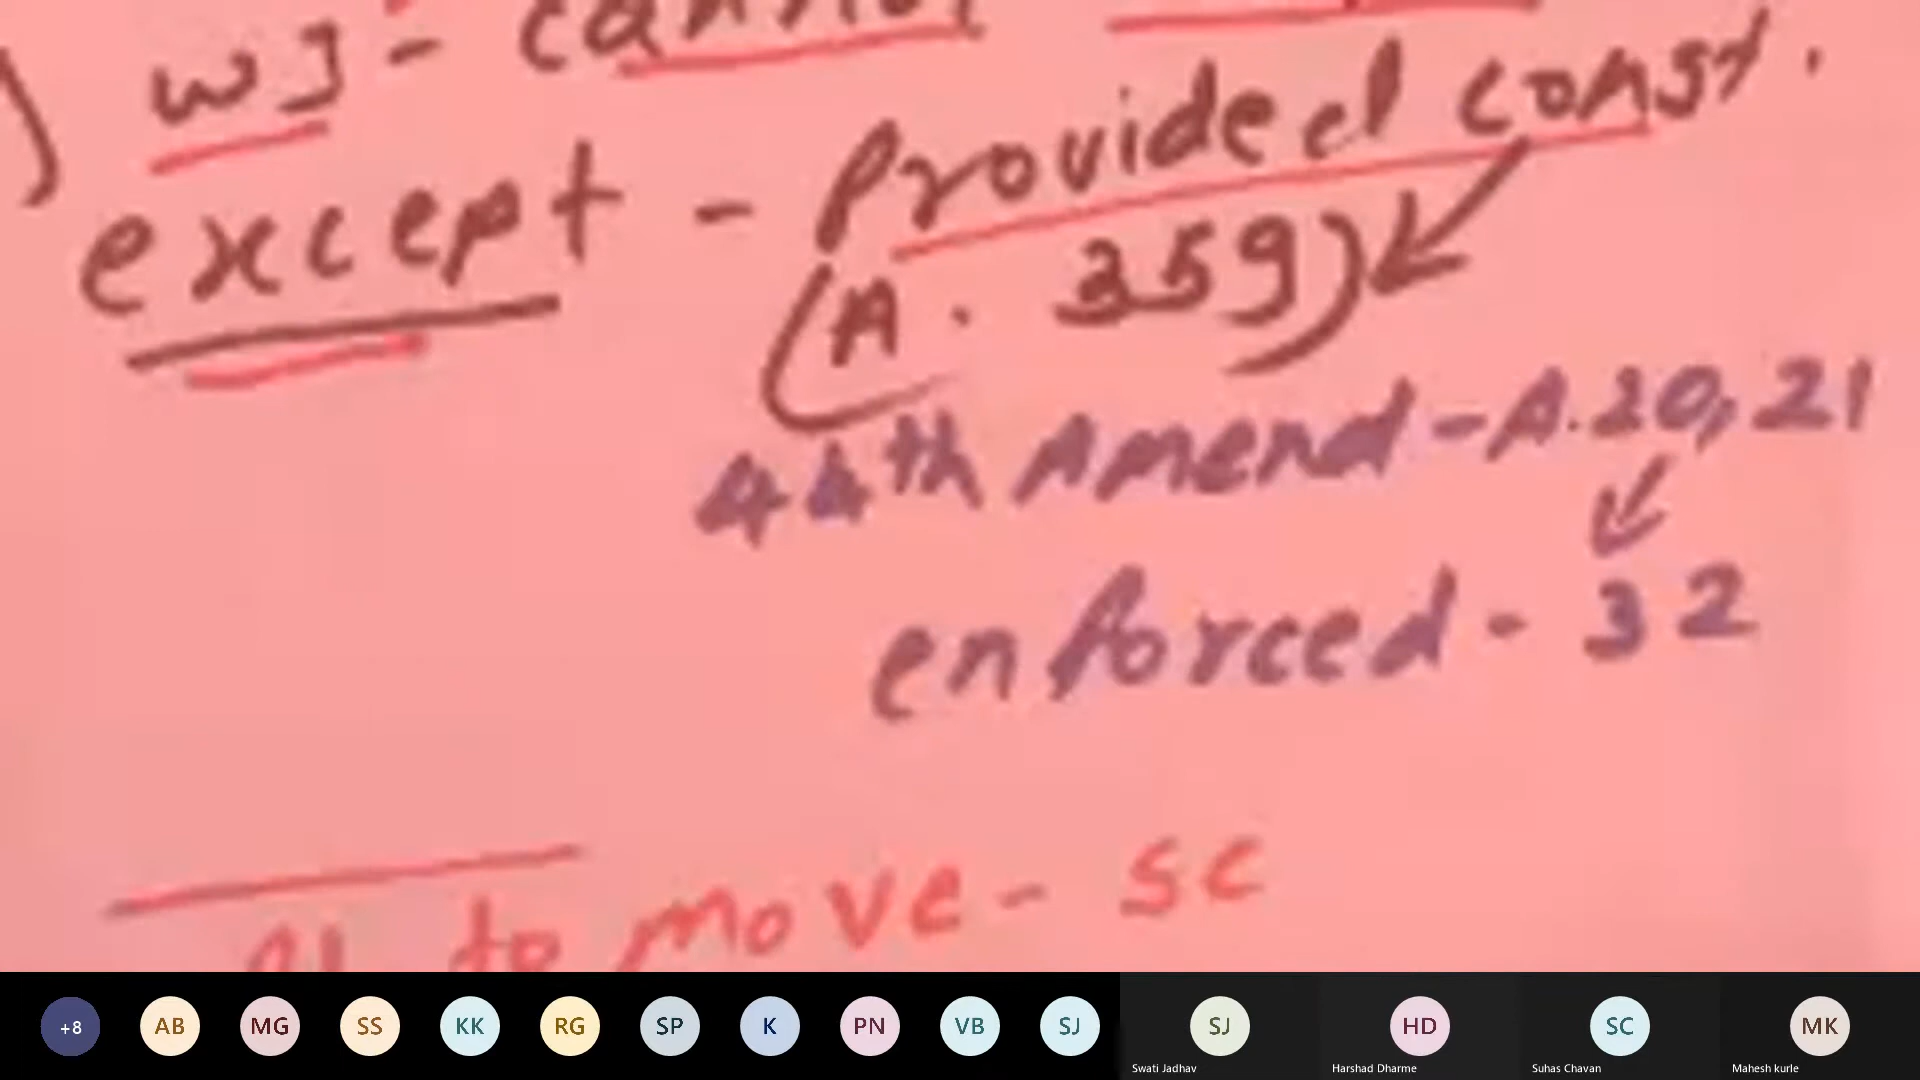 ws - cannot
except - Provided const.
(A. 359)
44th Amend - A. 20, 21
enforced - 32
to move - SC
+8
AB
MG
SS
KK
RG
SP
K
PN
VB
SJ
SJ
HD
SC
MK
Swati Jadhav
Harshad Dharme
Suhas Chavan
Mahesh kurle